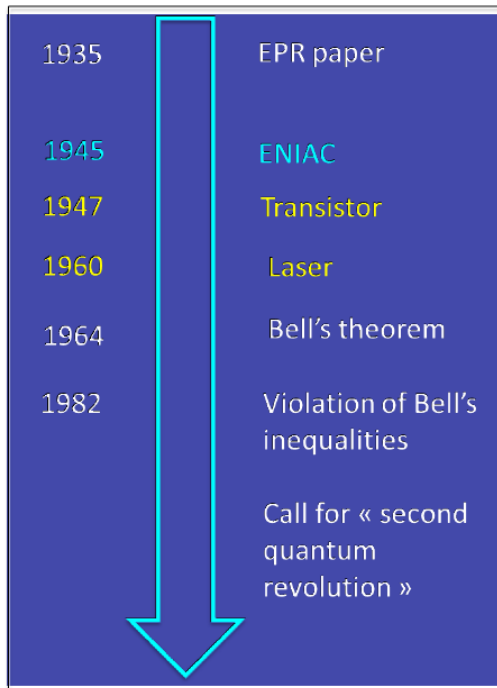 1935 EPR paper
1945 ENIAC
1947 Transistor
1960 Laser
1964 Bell’s theorem
1982 Violation of Bell’s
inequalities
Call for « second
quantum
revolution »